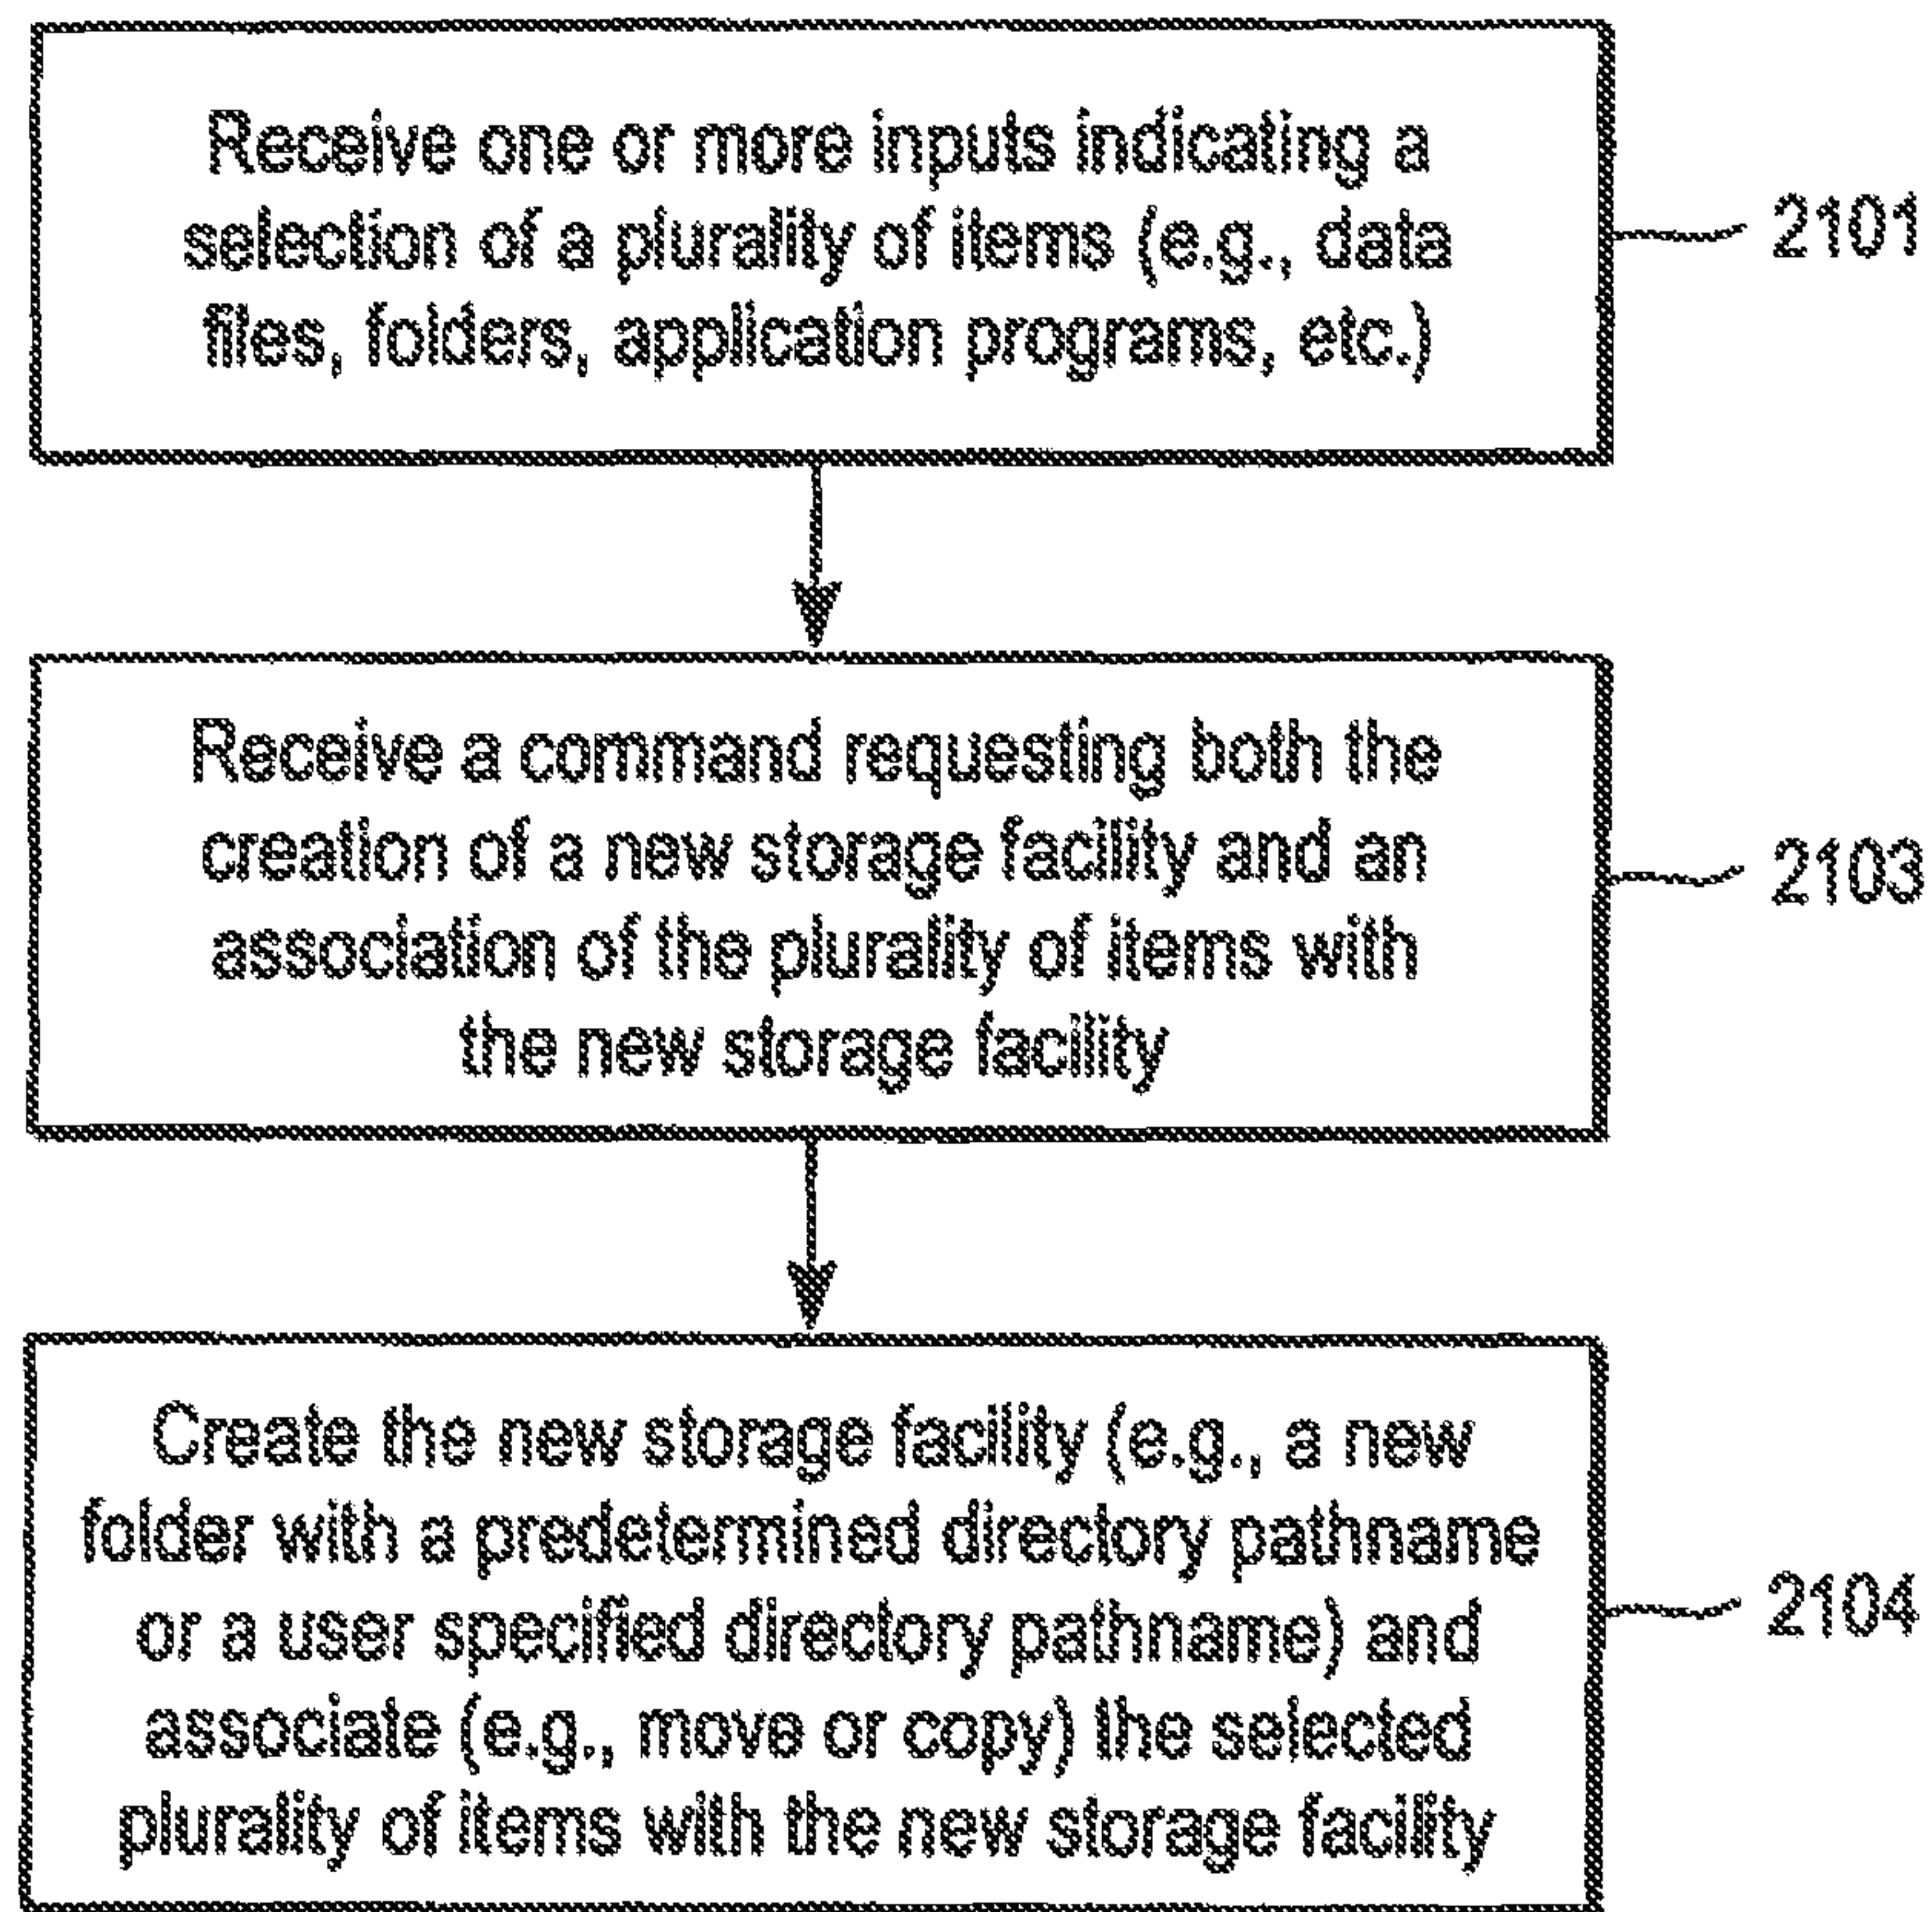 Receive one or more inputs indicating a
selection of a plurality of items (e.g., data
files, folders, application programs, etc.)
2101
Receive a command requesting both the
creation of a new storage facility and an
association of the plurality of items with
the new storage facility
2103
Create the new storage facility (e.g., a new
folder with a predetermined directory pathname
or a user specified directory pathname) and
associate (e.g., move or copy) the selected
plurality of items with the new storage facility
2104